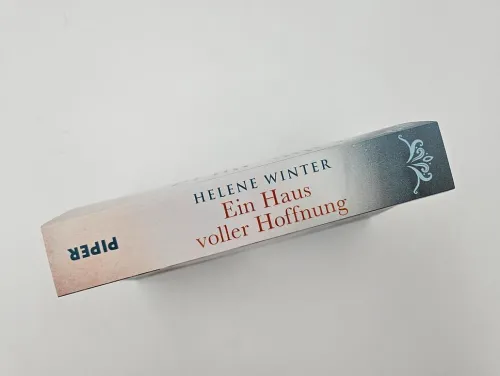 HELENE WINTER
Ein Haus
voller Hoffnung
PIPER